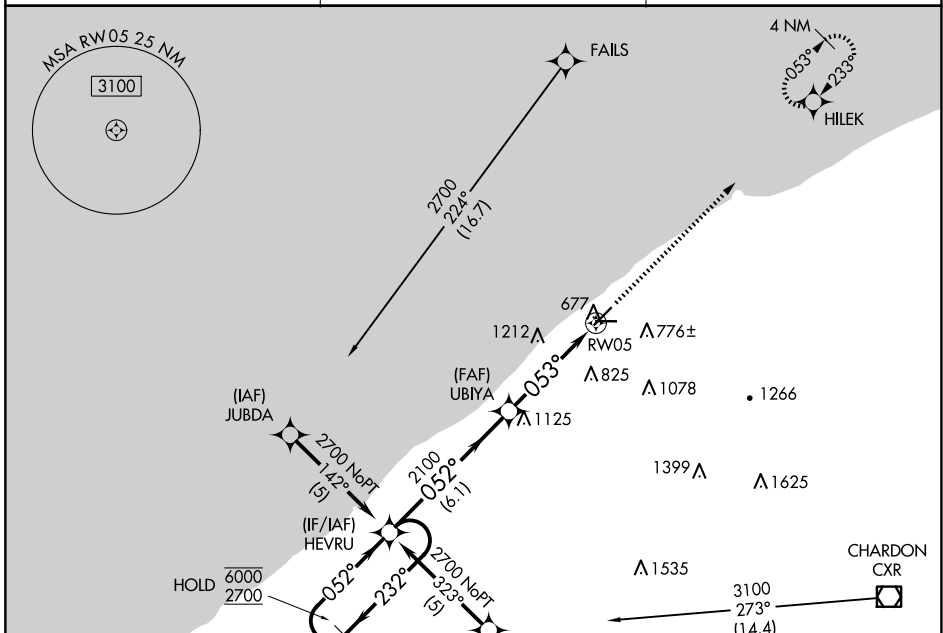 MSA RW 05 25 NM
3100
FAILS
4 NM
053°
233°
HILEK
2700
224°
(16.7)
677
RW05
1212
776±
825
1078
1266
(FAF)
UBIYA
053°
1125
(IAF)
JUBDA
2700 NoPT
142°
(5)
2100
052°
(6.1)
1399
1625
(IF/IAF)
HEVRU
HOLD 6000
2700
052°
232°
2700 NoPT
323°
(5)
1535
CHARDON
CXR
3100
273°
(14.4)